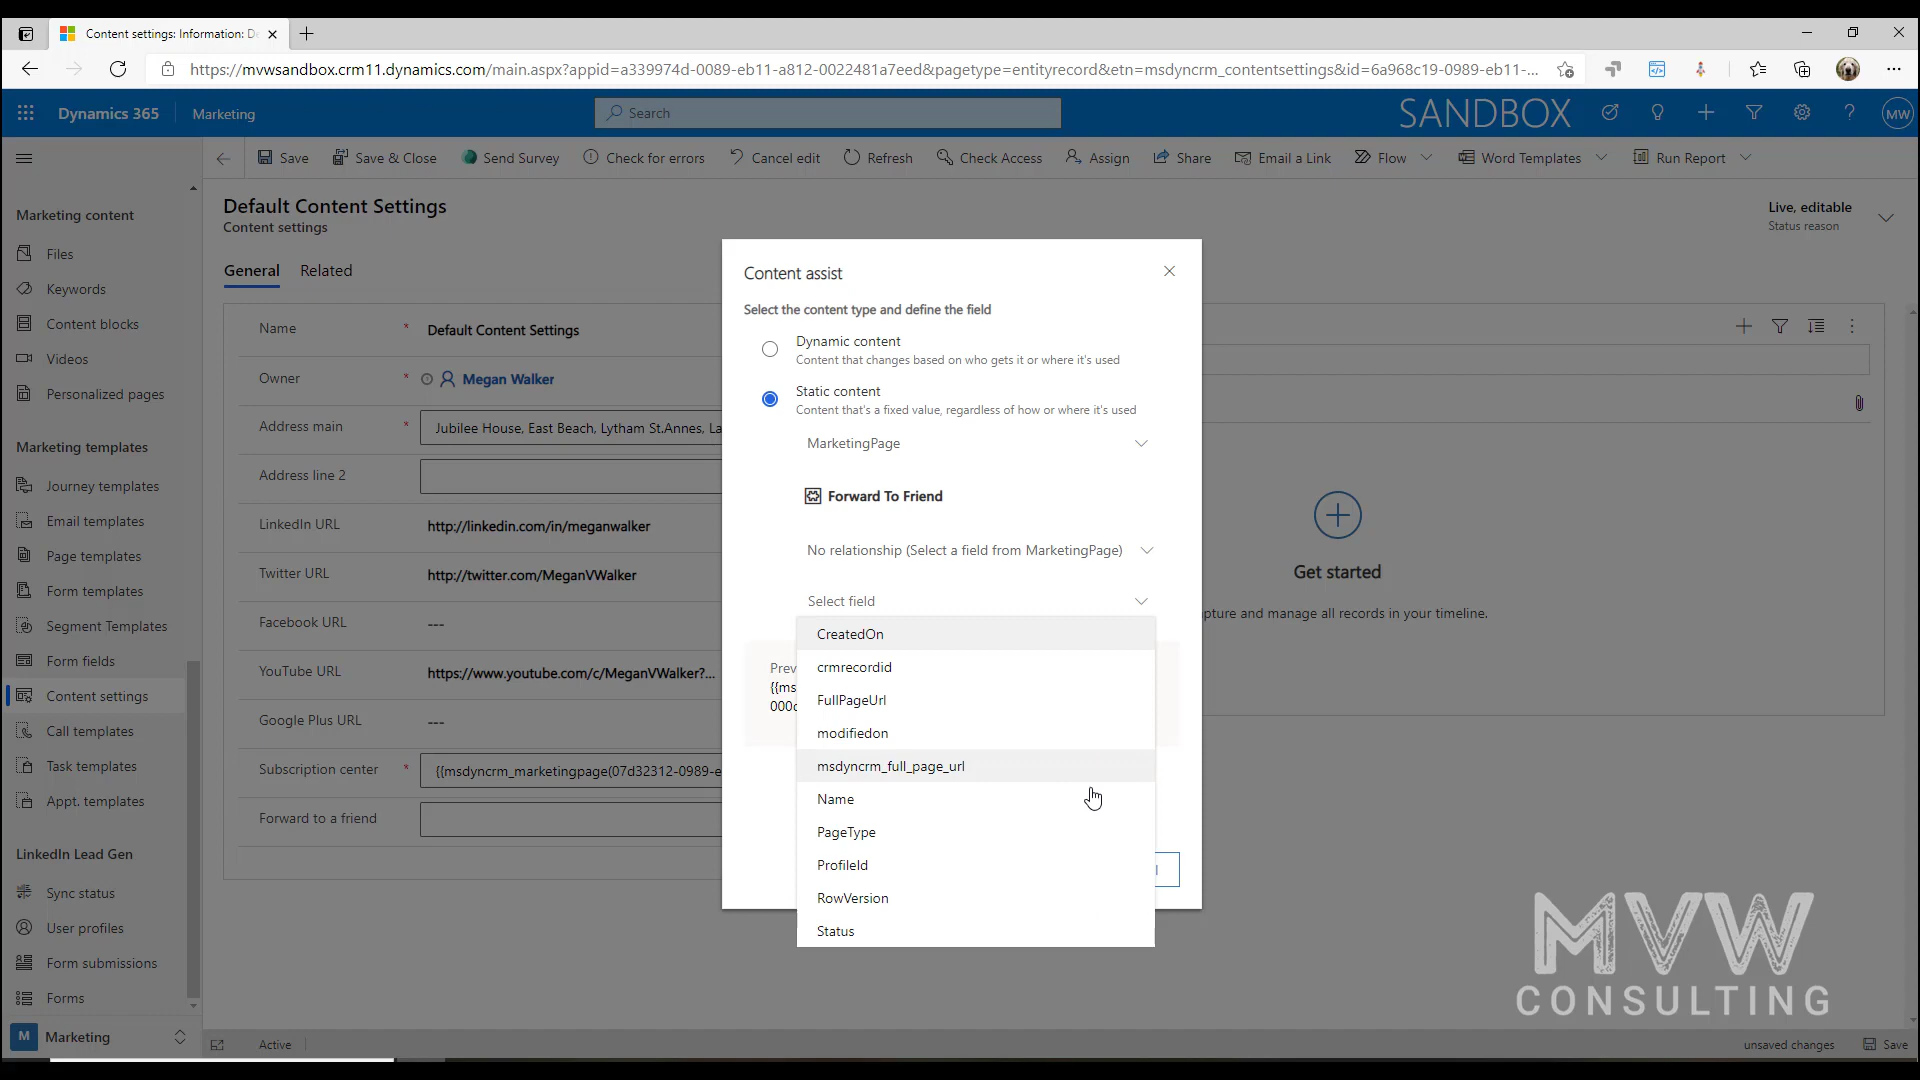 Content settings: Information: De
https://mvwsandbox.crm11.dynamics.com/main.aspx?appid=a339974d-0089-eb11-a812-0022481a7eed&pagetype=entityrecord&etn=msdyncrm_contentsettings&id=6a968c19-0989-eb11-...
Dynamics 365
Marketing
Search
SANDBOX
MW
Save
Save & Close
Send Survey
Check for errors
Cancel edit
Refresh
Check Access
Assign
Share
Email a Link
Flow
Word Templates
Run Report
Marketing content
Files
Keywords
Content blocks
Videos
Personalized pages
Marketing templates
Journey templates
Email templates
Page templates
Form templates
Segment Templates
Form fields
Content settings
Call templates
Task templates
Appt. templates
LinkedIn Lead Gen
Sync status
User profiles
Form submissions
Forms
M Marketing
Default Content Settings
Content settings
Live, editable
Status reason
General
Related
Name * Default Content Settings
Owner * Megan Walker
Address main * Jubilee House, East Beach, Lytham St.Annes, La
Address line 2
LinkedIn URL http://linkedin.com/in/meganwalker
Twitter URL http://twitter.com/MeganVWalker
Facebook URL ---
YouTube URL https://www.youtube.com/c/MeganVWalker?...
Google Plus URL ---
Subscription center * {{msdyncrm_marketingpage(07d32312-0989-e
Forward to a friend
Content assist
Select the content type and define the field
Dynamic content
Content that changes based on who gets it or where it's used
Static content
Content that's a fixed value, regardless of how or where it's used
MarketingPage
Forward To Friend
No relationship (Select a field from MarketingPage)
Select field
CreatedOn
crmrecordid
FullPageUrl
modifiedon
msdyncrm_full_page_url
Name
PageType
ProfileId
RowVersion
Status
Prev
{{ms
000c
Get started
pture and manage all records in your timeline.
MVW
CONSULTING
Active
unsaved changes
Save